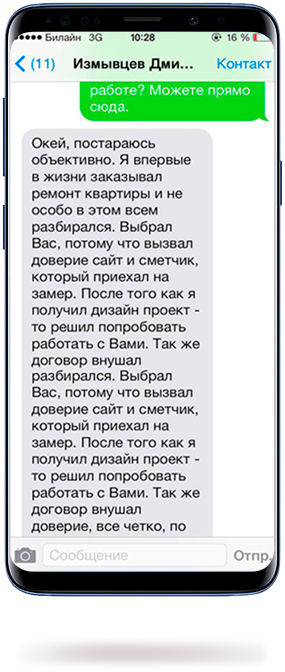 Билайн 3G 10:28 16 %
(11) Измывцев Дми... Контакт
работе? Можете прямо
сюда.
Окей, постараюсь
объективно. Я впервые
в жизни заказывал
ремонт квартиры и не
особо в этом всем
разбирался. Выбрал
Вас, потому что вызвал
доверие сайт и сметчик,
который приехал на
замер. После того как я
получил дизайн проект -
то решил попробовать
работать с Вами. Так же
договор внушал
разбирался. Выбрал
Вас, потому что вызвал
доверие сайт и сметчик,
который приехал на
замер. После того как я
получил дизайн проект -
то решил попробовать
работать с Вами. Так же
договор внушал
доверие, все четко, по
Сообщение Отпр.